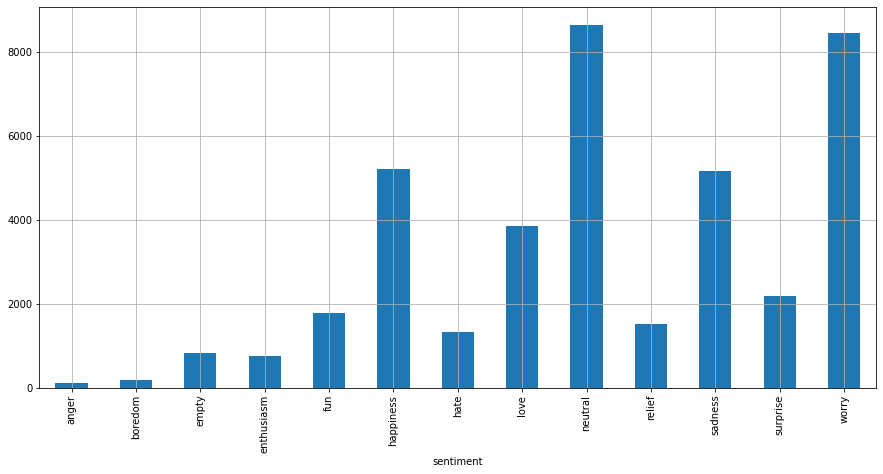 8000
6000
4000
2000
0
anger
boredom
empty
enthusiasm
fun
happiness
hate
love
neutral
relief
sadness
surprise
worry
sentiment